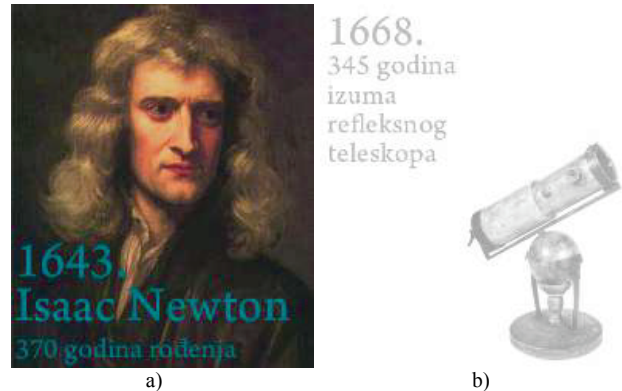 1643.
Isaac Newton
370 godina rođenja
1668.
345 godina
izuma
refleksnog
teleskopa
a)
b)